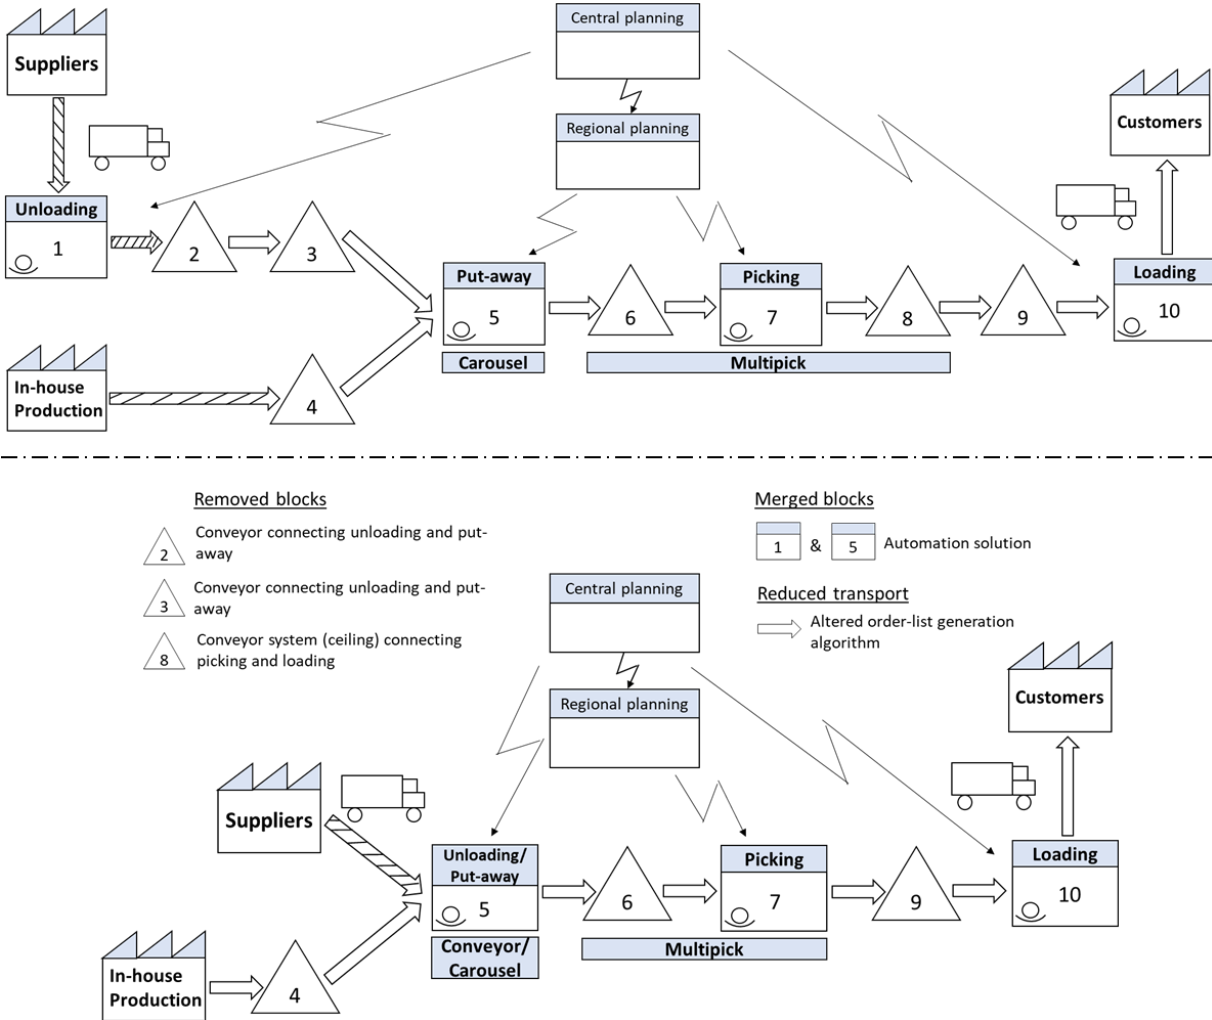 Central planning
Suppliers
Regional planning
Customers
Unloading
1
2
3
Put-away
5
6
Picking
7
8
9
Loading
10
Carousel
Multipick
In-house
Production
4
Removed blocks
2
Conveyor connecting unloading and put-
away
3
Conveyor connecting unloading and put-
away
8
Conveyor system (ceiling) connecting
picking and loading
Merged blocks
1 & 5 Automation solution
Reduced transport
Altered order-list generation
algorithm
Central planning
Regional planning
Customers
Suppliers
Unloading/
Put-away
5
6
Picking
7
9
Loading
10
Conveyor/
Carousel
Multipick
In-house
Production
4